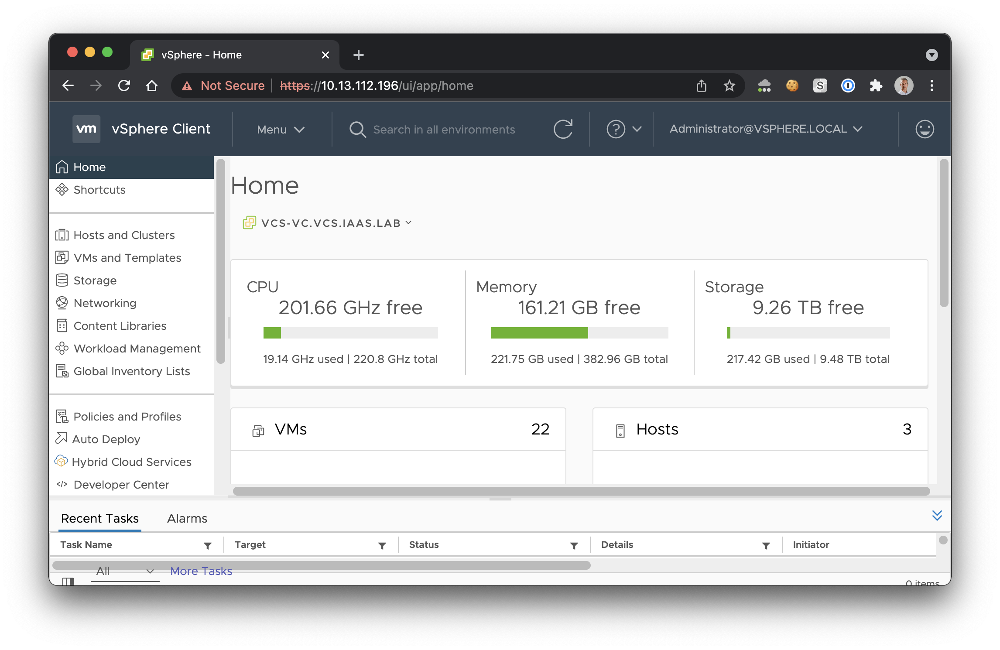 vSphere - Home
Not Secure https://10.13.112.196/ui/app/home
vm vSphere Client Menu Search in all environments Administrator@VSPHERE.LOCAL
Home
Shortcuts
Hosts and Clusters
VMs and Templates
Storage
Networking
Content Libraries
Workload Management
Global Inventory Lists
Policies and Profiles
Auto Deploy
Hybrid Cloud Services
Developer Center
Home
VCS-VC.VCS.IAAS.LAB
CPU
201.66 GHz free
19.14 GHz used | 220.8 GHz total
Memory
161.21 GB free
221.75 GB used | 382.96 GB total
Storage
9.26 TB free
217.42 GB used | 9.48 TB total
VMs 22
Hosts 3
Recent Tasks Alarms
Task Name Target Status Details Initiator
All More Tasks
0 items